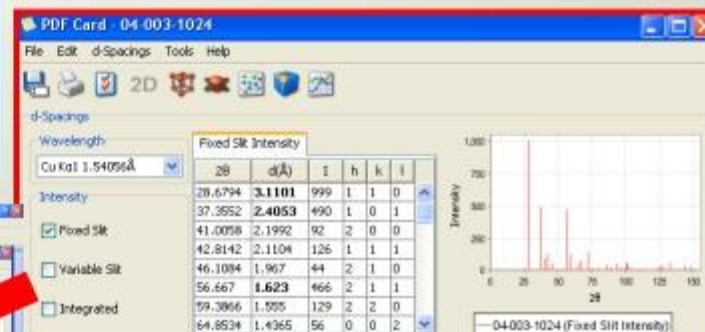 PDF Card - 04-003-1024
File Edit d-Spacings Tools Help
2D
d-Spacings
Wavelength
Cu Kα1 1.54056Å
Intensity
Fixed Slit
Variable Slit
Integrated
Fixed Slit Intensity
2θ d(Å) I h k l
28.6794 3.1101 999 1 1 0
37.3552 2.4053 490 1 0 1
41.0058 2.1992 92 2 0 0
42.8142 2.1104 126 1 1 1
46.1084 1.967 44 2 1 0
56.667 1.623 466 2 1 1
59.3866 1.555 129 2 2 0
64.8534 1.4365 56 0 0 2
1,000
750
500
250
0
Intensity
0 25 50 75 100 125 150
2θ
04-003-1024 (Fixed Slit Intensity)